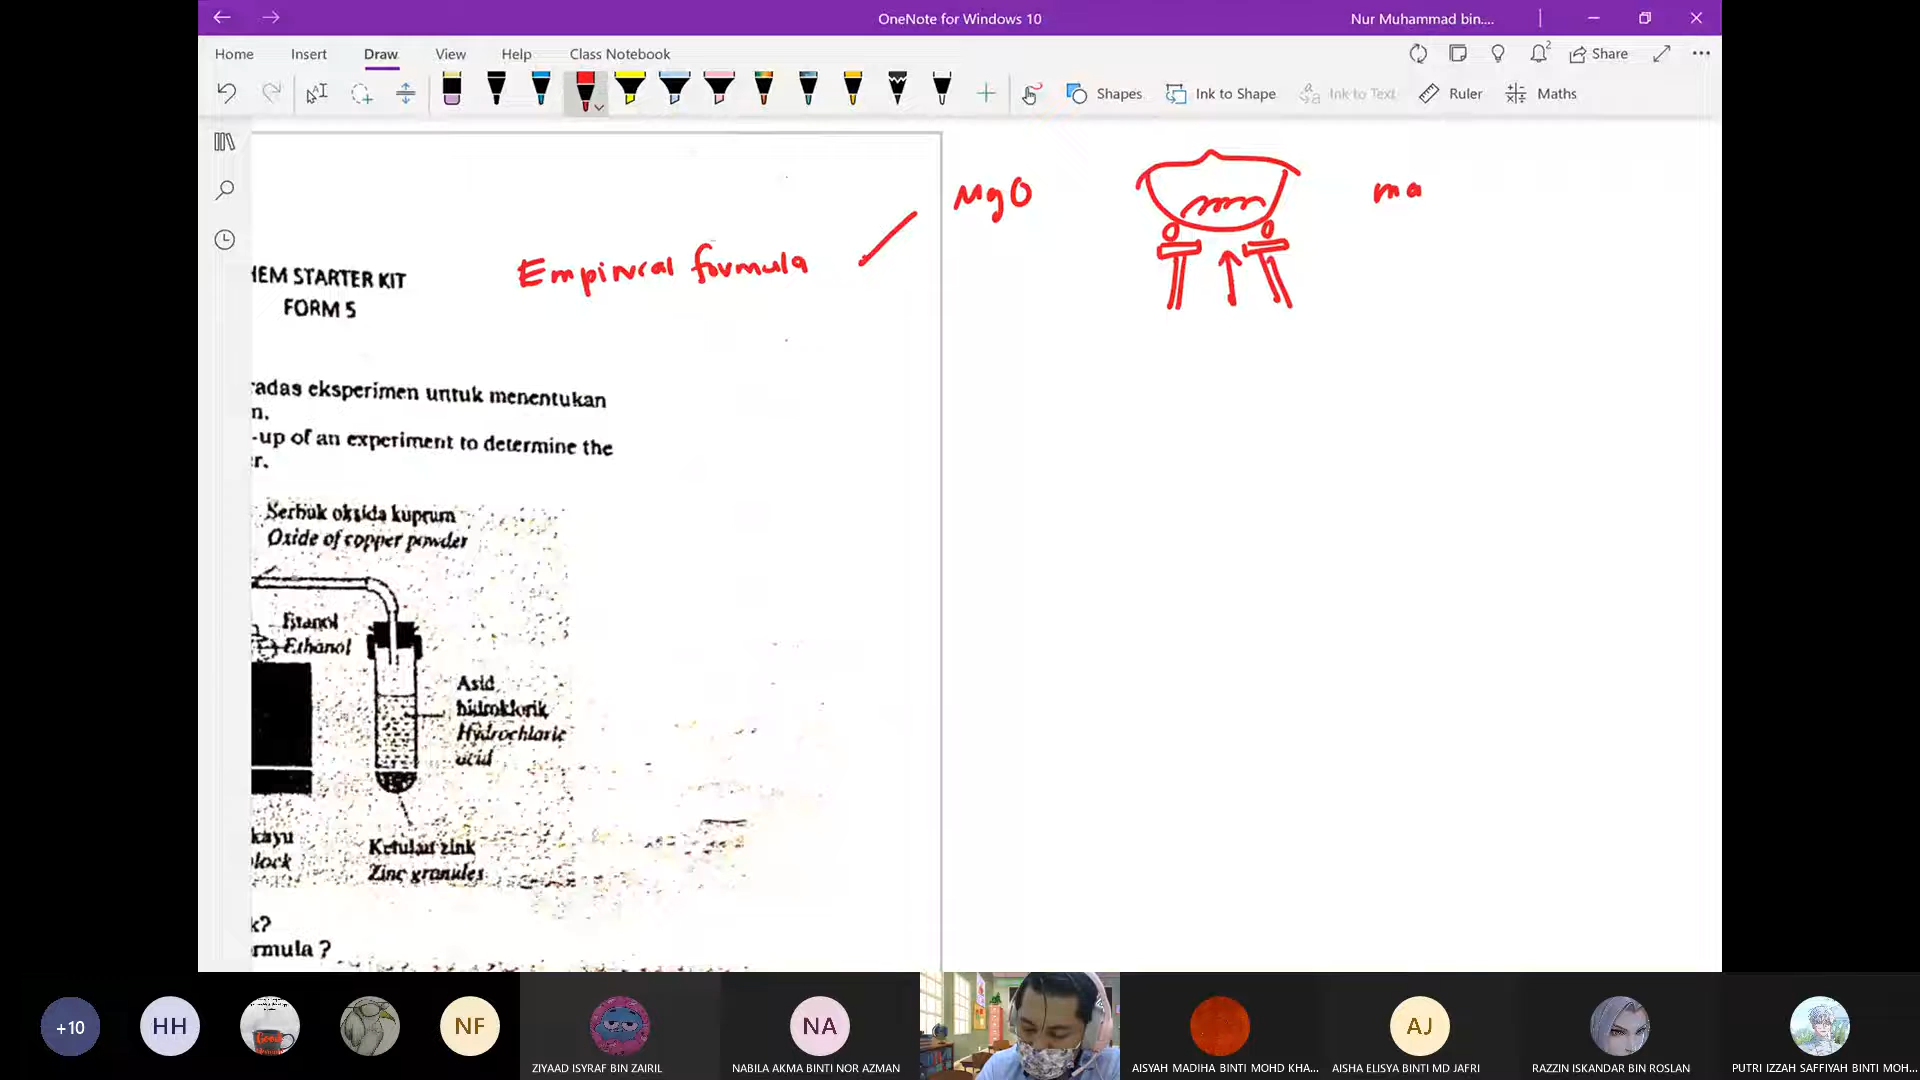 OneNote for Windows 10
Nur Muhammad bin....
Home Insert Draw View Help Class Notebook
2
Share
Shapes Ink to Shape Ink to Text Ruler Maths
MgO
ma
Empirical formula
HEM STARTER KIT
FORM 5
radas eksperimen untuk menentukan
n.
-up of an experiment to determine the
r.
Serbuk oksida kuprum
Oxide of copper powder
Etanol
Ethanol
Asid
hidroklorik
Hydrochloric
acid
kayu
block
Ketulan zink
Zinc granules
k?
ormula ?
+10
HH
NF
NA
AJ
ZIYAAD ISYRAF BIN ZAIRIL
NABILA AKMA BINTI NOR AZMAN
AISYAH MADIHA BINTI MOHD KHA...
AISHA ELISYA BINTI MD JAFRI
RAZZIN ISKANDAR BIN ROSLAN
PUTRI IZZAH SAFFIYAH BINTI MOH...